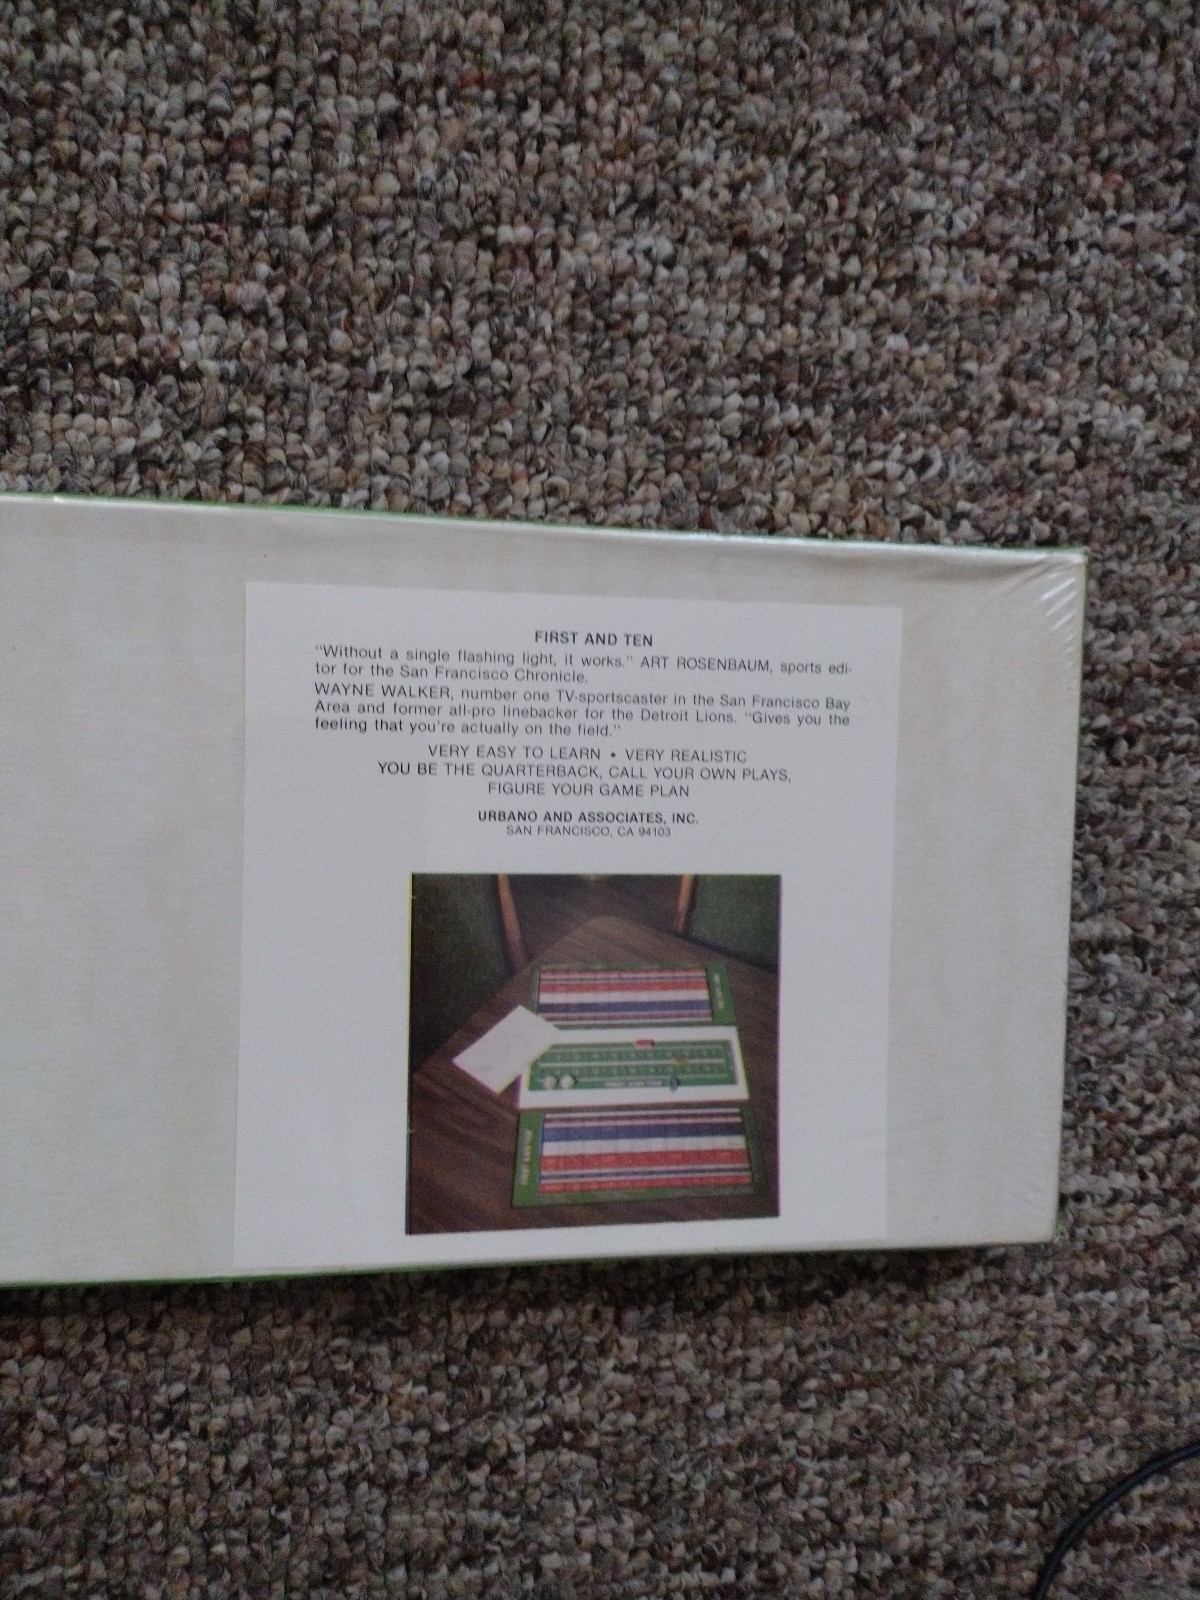 FIRST AND TEN
"Without a single flashing light, it works." ART ROSENBAUM, sports edi-
tor for the San Francisco Chronicle.
WAYNE WALKER, number one TV-sportscaster in the San Francisco Bay
Area and former all-pro linebacker for the Detroit Lions. "Gives you the
feeling that you're actually on the field."
VERY EASY TO LEARN • VERY REALISTIC
YOU BE THE QUARTERBACK, CALL YOUR OWN PLAYS,
FIGURE YOUR GAME PLAN
URBANO AND ASSOCIATES, INC.
SAN FRANCISCO, CA 94103